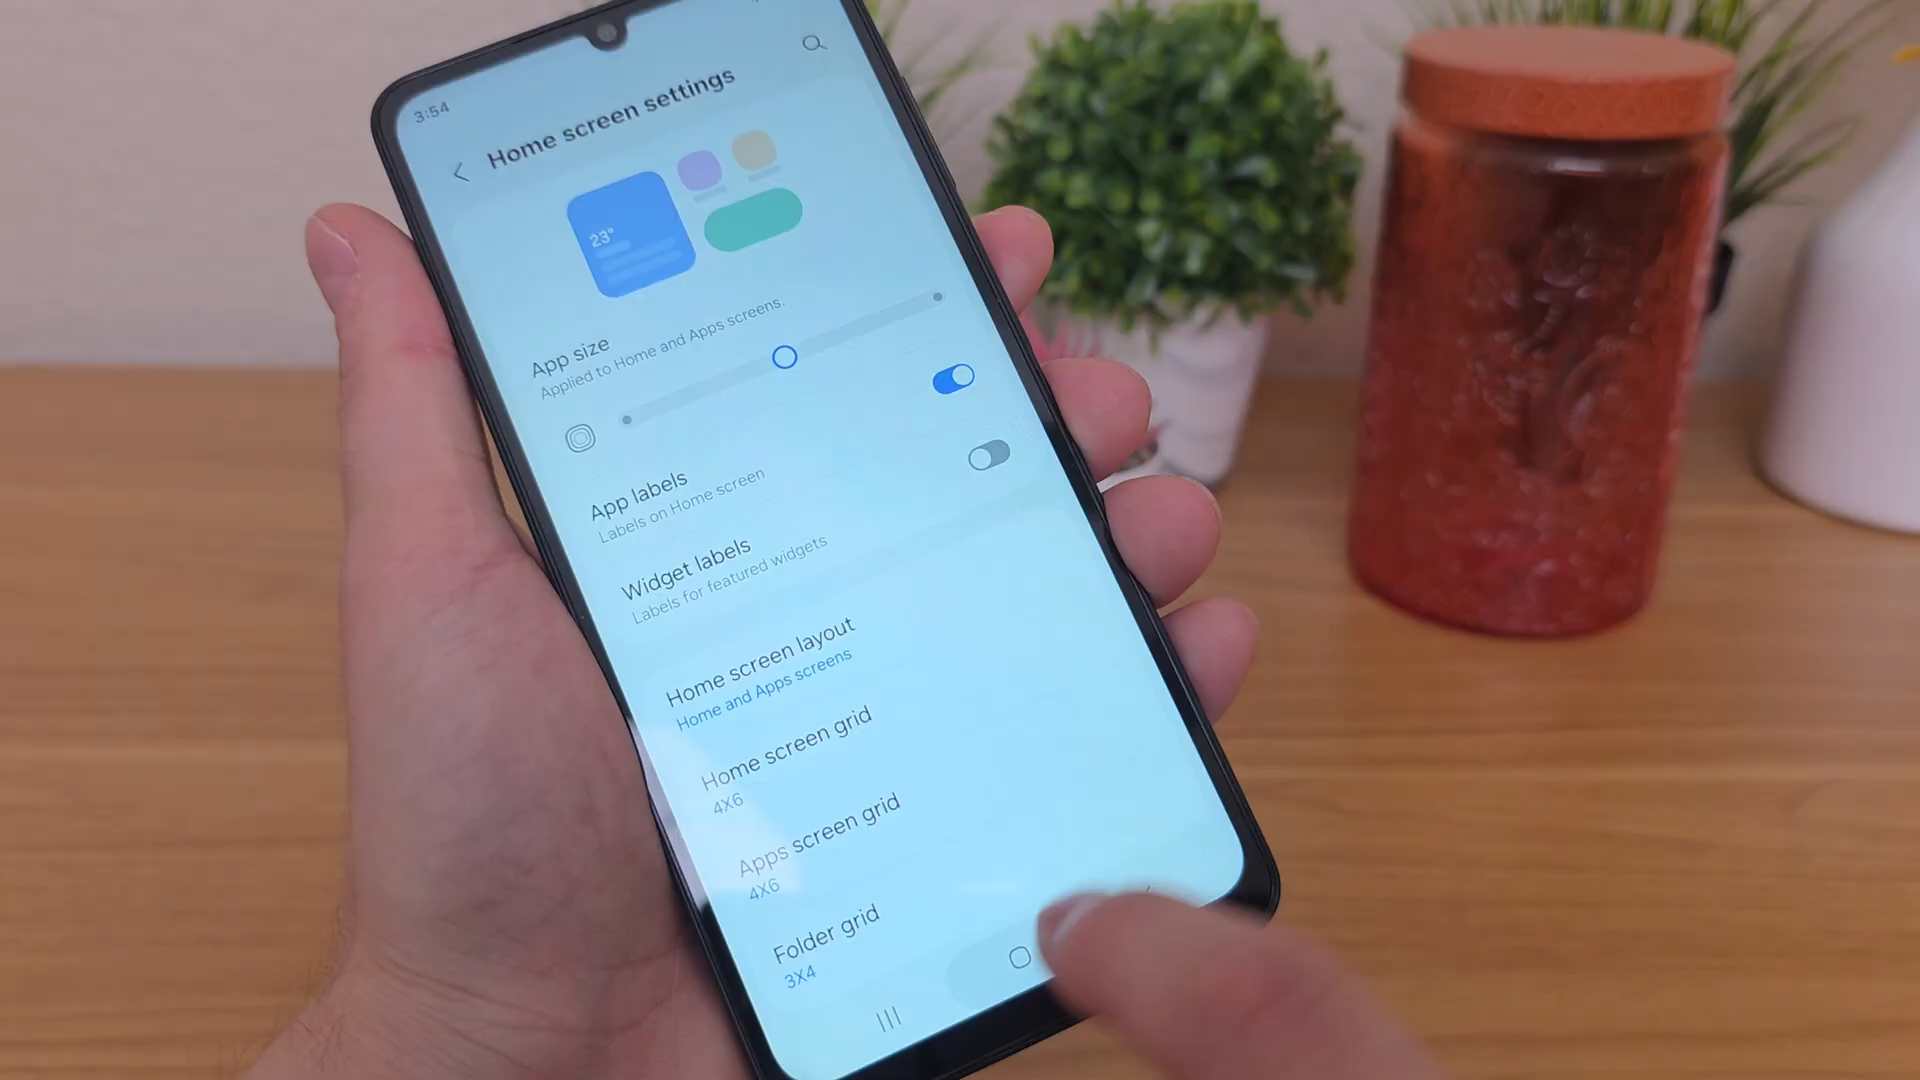 3:54
Home screen settings
23°
App size
Applied to Home and Apps screens.
App labels
Labels on Home screen
Widget labels
Labels for featured widgets
Home screen layout
Home and Apps screens
Home screen grid
4X6
Apps screen grid
4X6
Folder grid
3X4